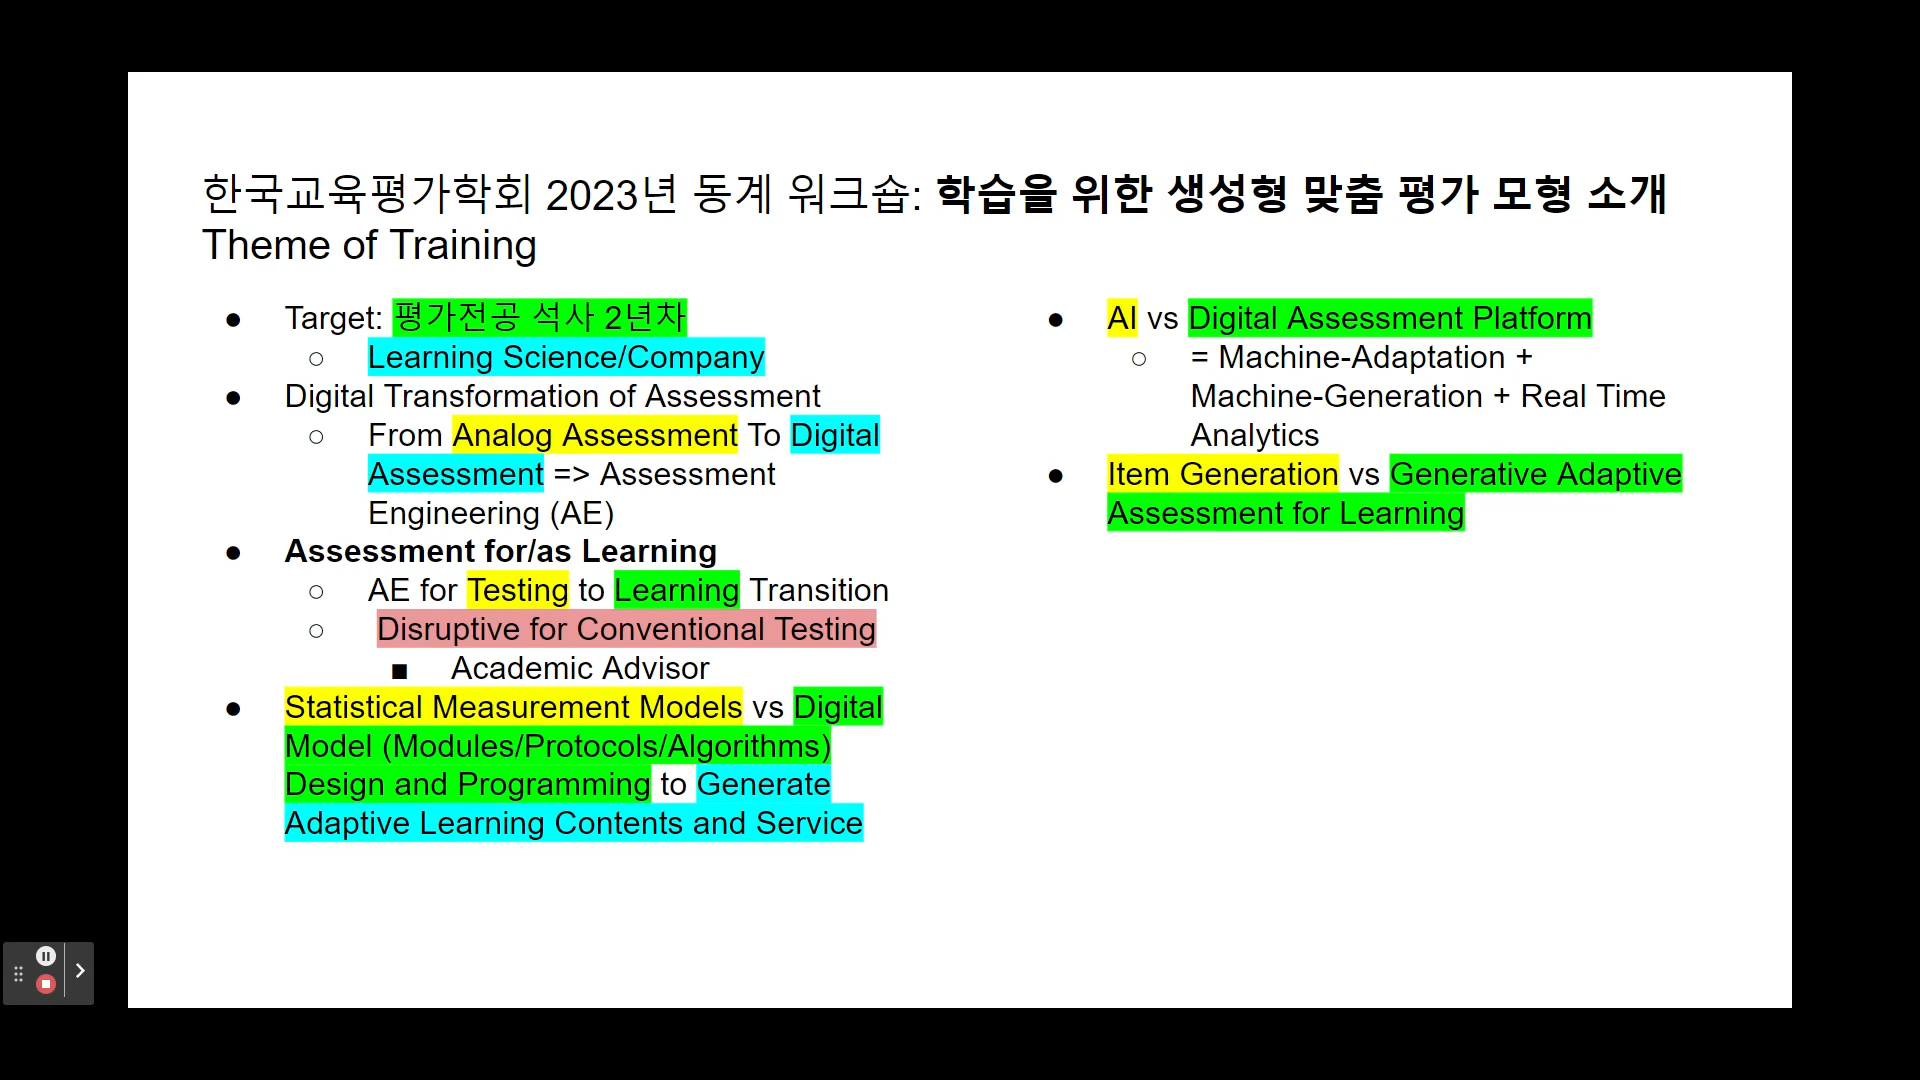 한국교육평가학회 2023년 동계 워크숍: 학습을 위한 생성형 맞춤 평가 모형 소개
Theme of Training
● Target: 평가전공 석사 2년차
○ Learning Science/Company
● Digital Transformation of Assessment
○ From Analog Assessment To Digital
Assessment => Assessment
Engineering (AE)
● Assessment for/as Learning
○ AE for Testing to Learning Transition
○ Disruptive for Conventional Testing
■ Academic Advisor
● Statistical Measurement Models vs Digital
Model (Modules/Protocols/Algorithms)
Design and Programming to Generate
Adaptive Learning Contents and Service
● AI vs Digital Assessment Platform
○ = Machine-Adaptation +
Machine-Generation + Real Time
Analytics
● Item Generation vs Generative Adaptive
Assessment for Learning